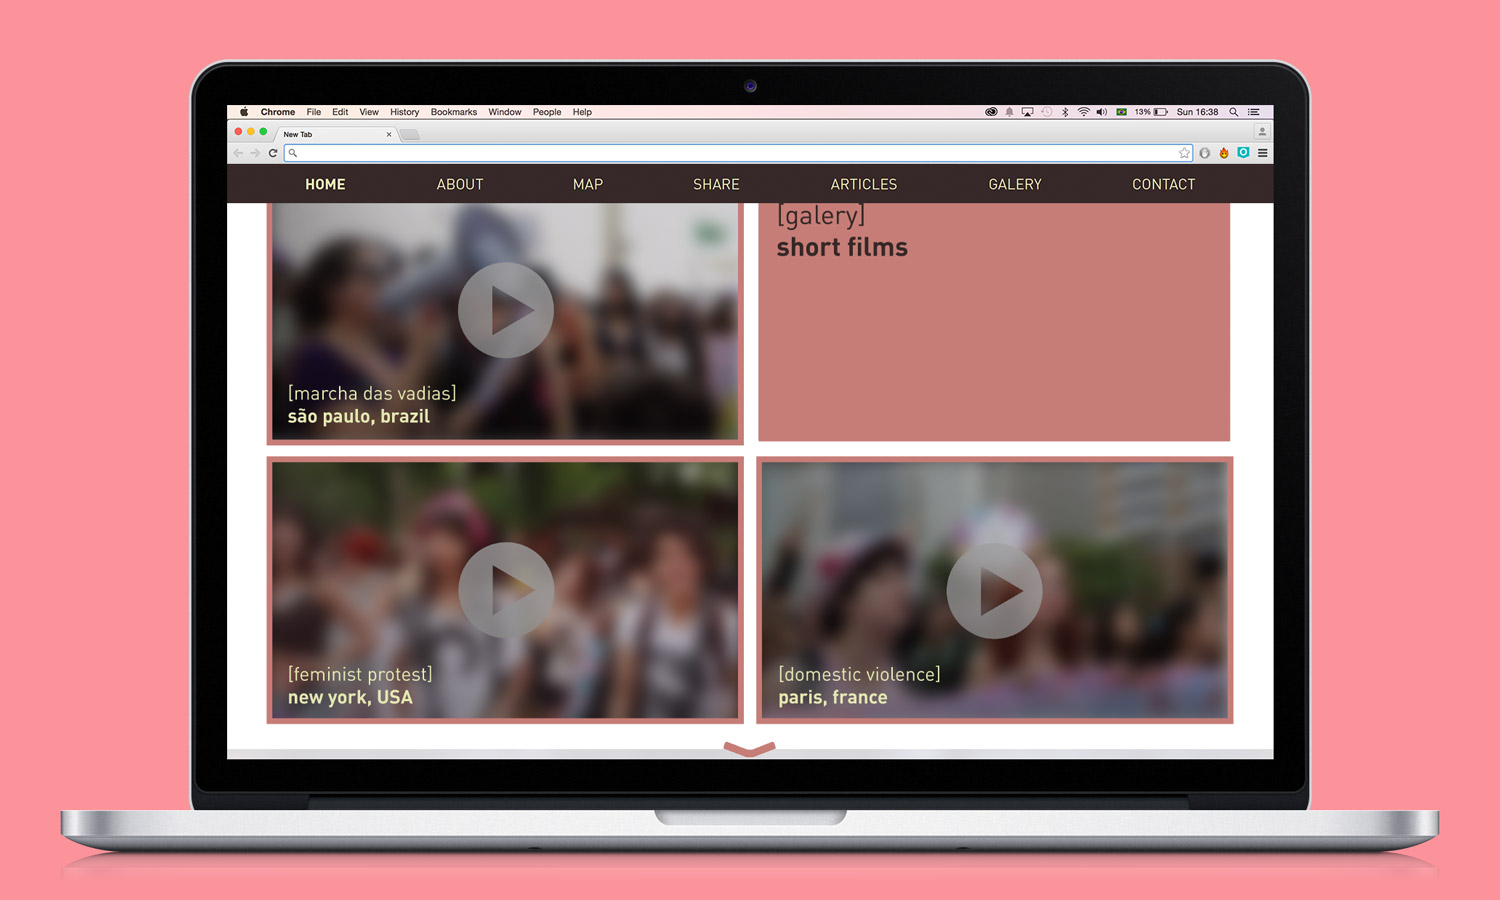 Chrome File Edit View History Bookmarks Window People Help 13% Sun 16:38
New Tab
HOME ABOUT MAP SHARE ARTICLES GALERY CONTACT
[galery]
short films
[marcha das vadias]
são paulo, brazil
[feminist protest]
new york, USA
[domestic violence]
paris, france